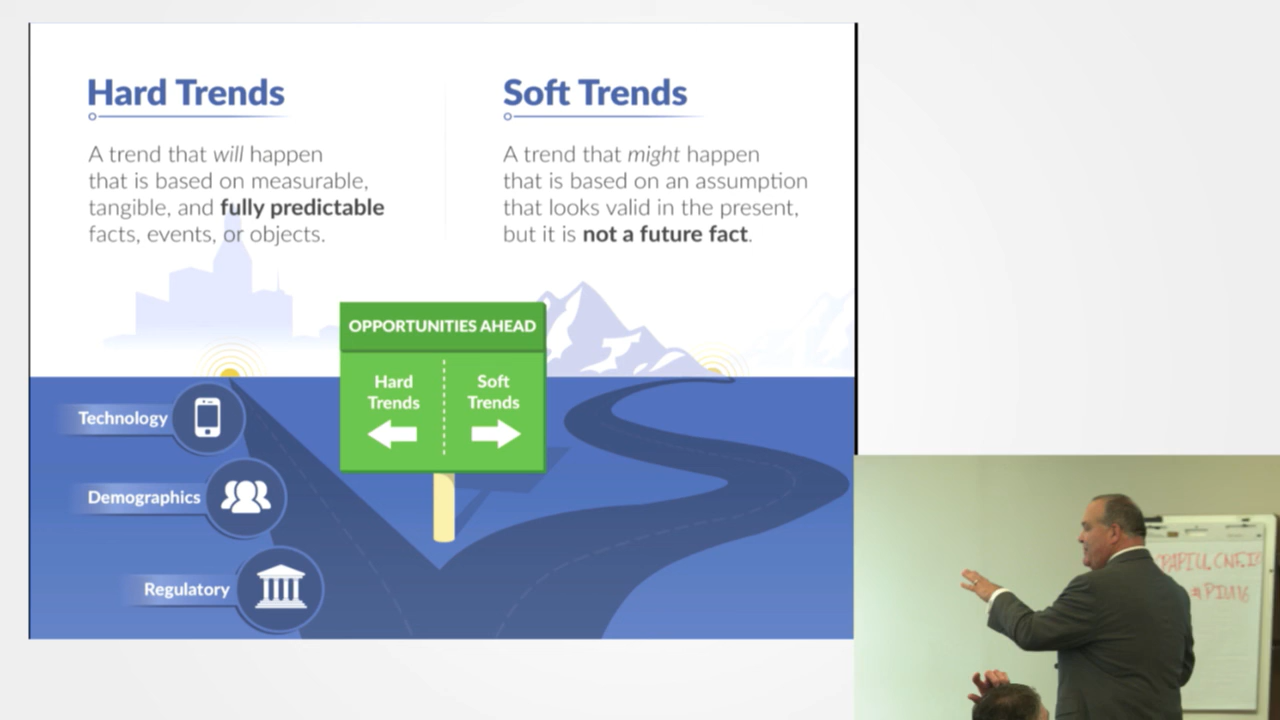 Hard Trends
A trend that will happen
that is based on measurable,
tangible, and fully predictable
facts, events, or objects.
Soft Trends
A trend that might happen
that is based on an assumption
that looks valid in the present,
but it is not a future fact.
OPPORTUNITIES AHEAD
Hard
Trends
Soft
Trends
Technology
Demographics
Regulatory